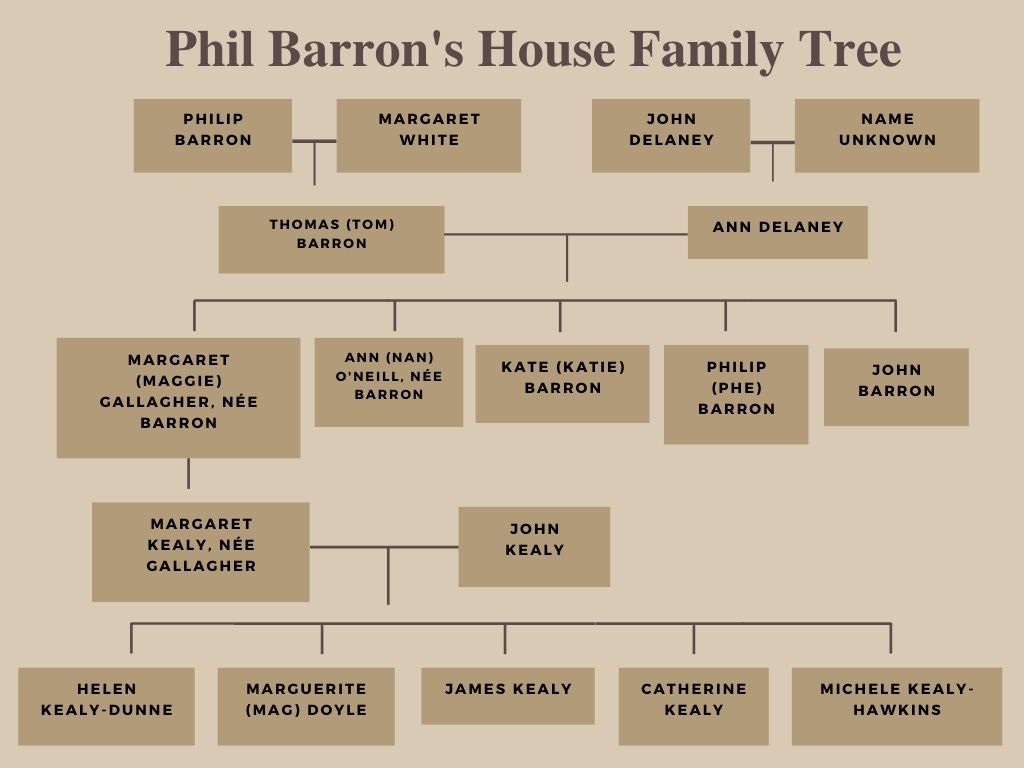 Phil Barron's House Family Tree
PHILIP
BARRON
MARGARET
WHITE
JOHN
DELANEY
NAME
UNKNOWN
THOMAS (TOM)
BARRON
ANN DELANEY
MARGARET
(MAGGIE)
GALLAGHER, NÉE
BARRON
ANN (NAN)
O'NEILL, NÉE
BARRON
KATE (KATIE)
BARRON
PHILIP
(PHE)
BARRON
JOHN
BARRON
MARGARET
KEALY, NÉE
GALLAGHER
JOHN
KEALY
HELEN
KEALY-DUNNE
MARGUERITE
(MAG) DOYLE
JAMES KEALY
CATHERINE
KEALY
MICHELE KEALY-
HAWKINS